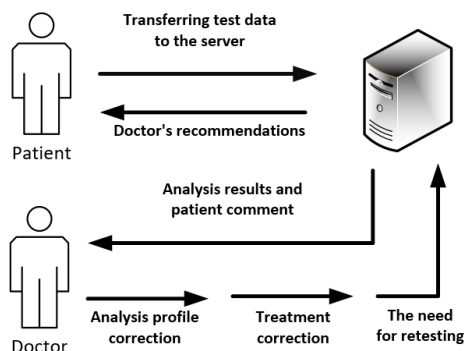 Transferring test data
to the server
Doctor's recommendations
Patient
Analysis results and
patient comment
Analysis profile
correction
Treatment
correction
The need
for retesting
Doctor